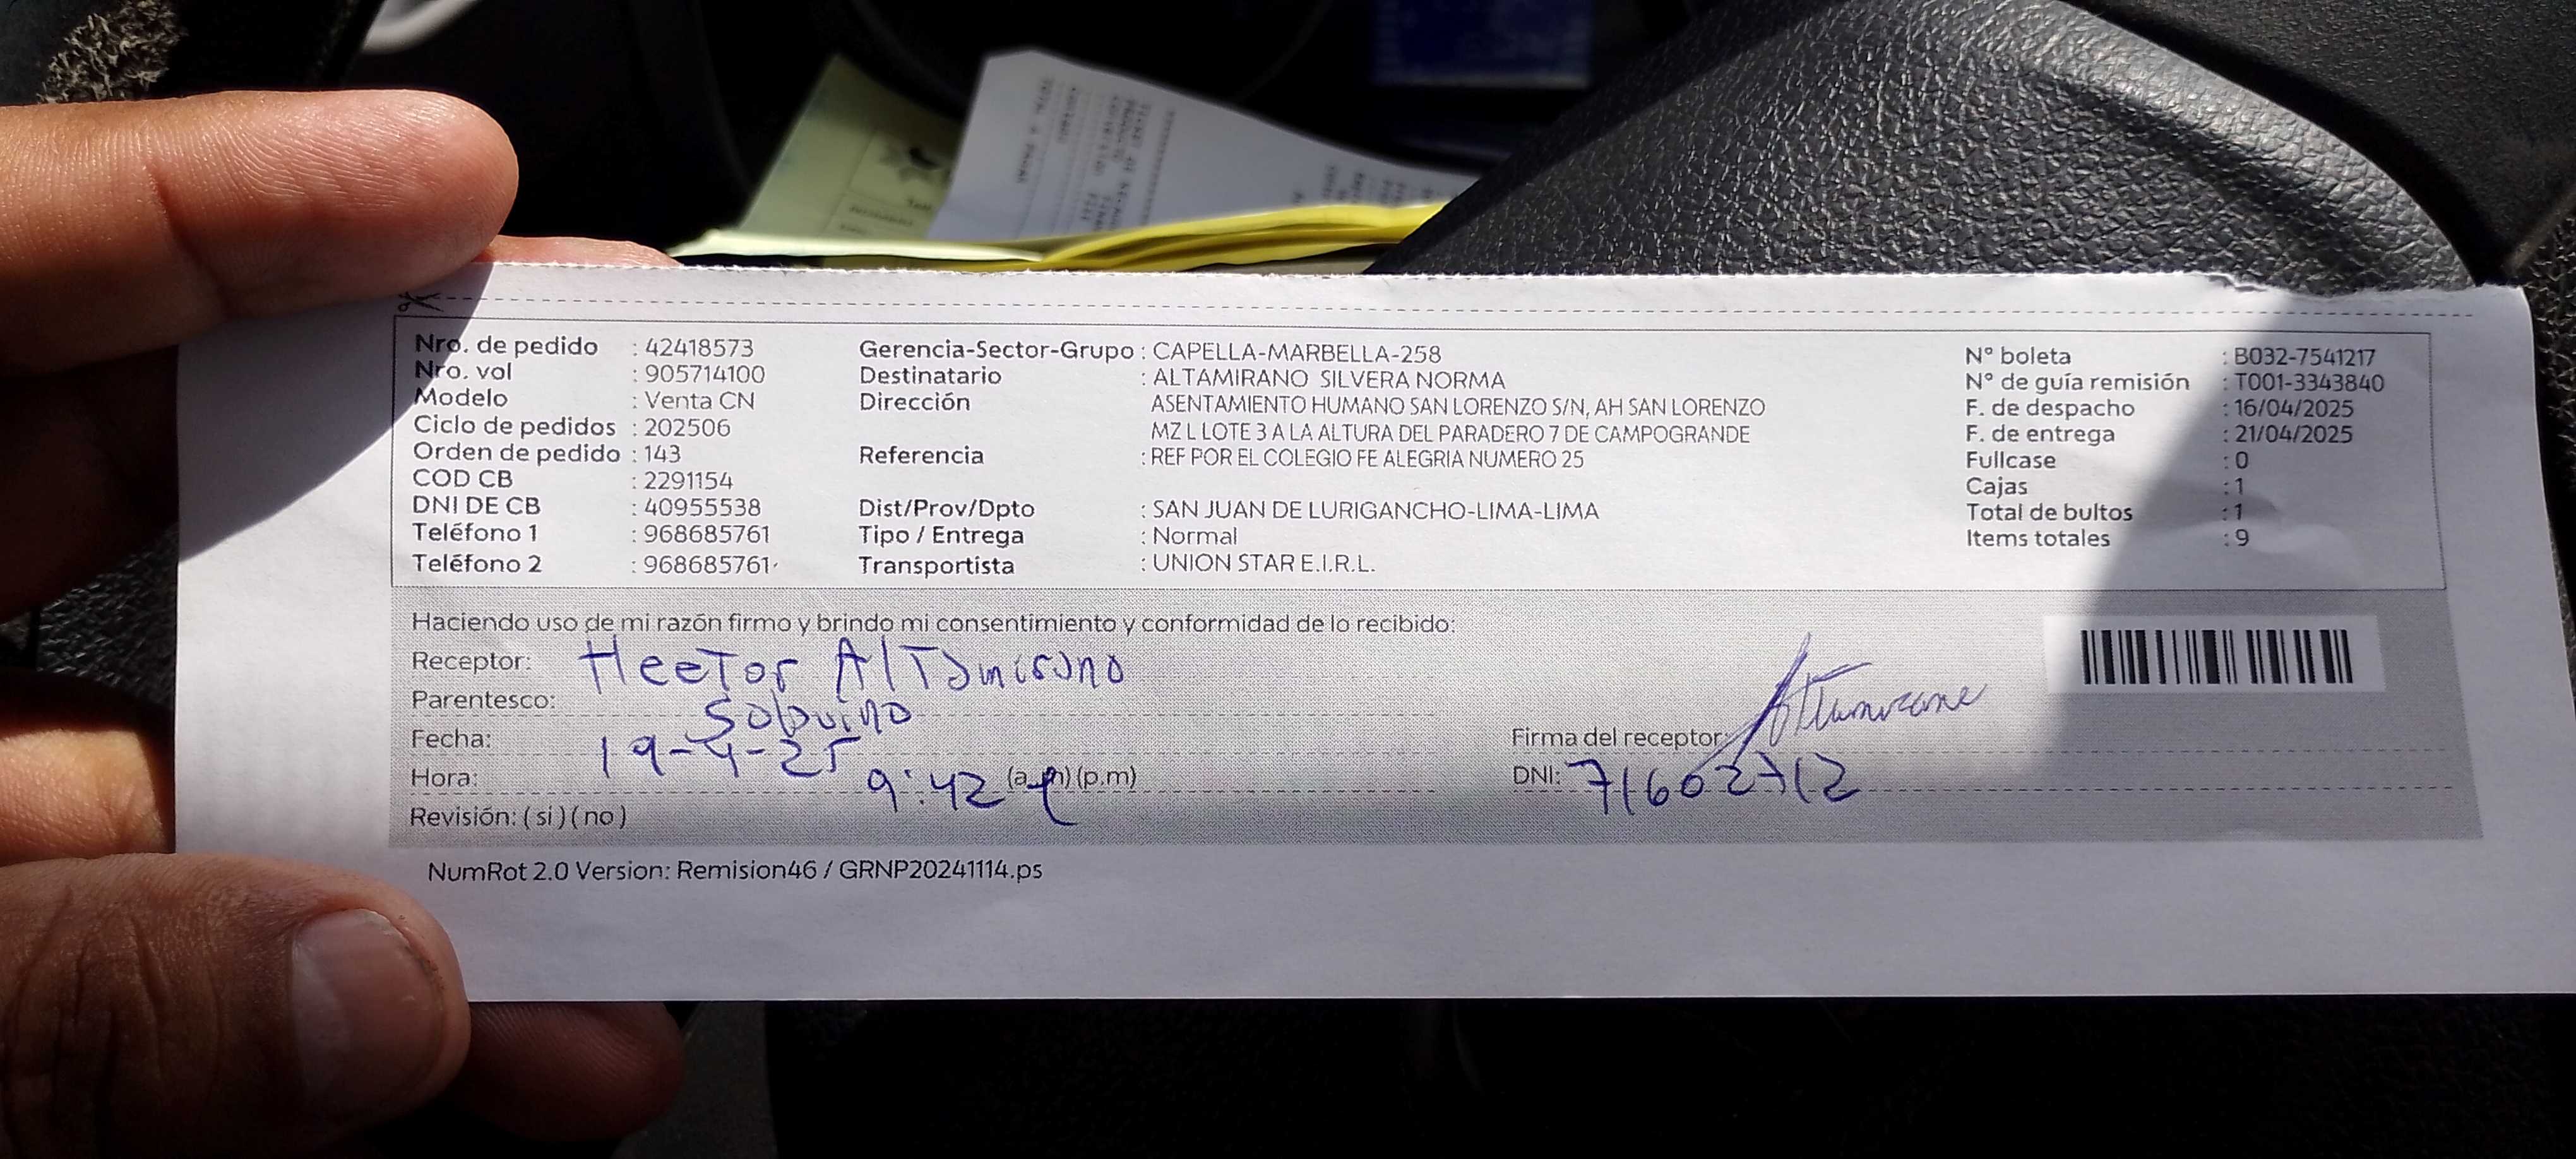 Nro. de pedido : 42418573
Nro. vol : 905714100
Modelo : Venta CN
Ciclo de pedidos : 202506
Orden de pedido : 143
COD CB : 2291154
DNI DE CB : 40955538
Teléfono 1 : 968685761
Teléfono 2 : 968685761
Gerencia-Sector-Grupo : CAPELLA-MARBELLA-258
Destinatario : ALTAMIRANO SILVERA NORMA
Dirección ASENTAMIENTO HUMANO SAN LORENZO S/N, AH SAN LORENZO
MZ L LOTE 3 A LA ALTURA DEL PARADERO 7 DE CAMPOGRANDE
Referencia : REF POR EL COLEGIO FE ALEGRIA NUMERO 25
Dist/Prov/Dpto : SAN JUAN DE LURIGANCHO-LIMA-LIMA
Tipo / Entrega : Normal
Transportista : UNION STAR E.I.R.L.
N° boleta : B032-7541217
N° de guía remisión : T001-3343840
F. de despacho : 16/04/2025
F. de entrega : 21/04/2025
Fullcase : 0
Cajas : 1
Total de bultos : 1
Items totales : 9
Haciendo uso de mi razón firmo y brindo mi consentimiento y conformidad de lo recibido:
Receptor: Hector Altamirano
Parentesco: Sobrino
Fecha: 19-4-25
Hora: 9:42 (a.m) (p.m)
Revisión: ( si ) ( no )
Firma del receptor: Altamirano
DNI: 71602712
NumRot 2.0 Version: Remision46 / GRNP20241114.ps